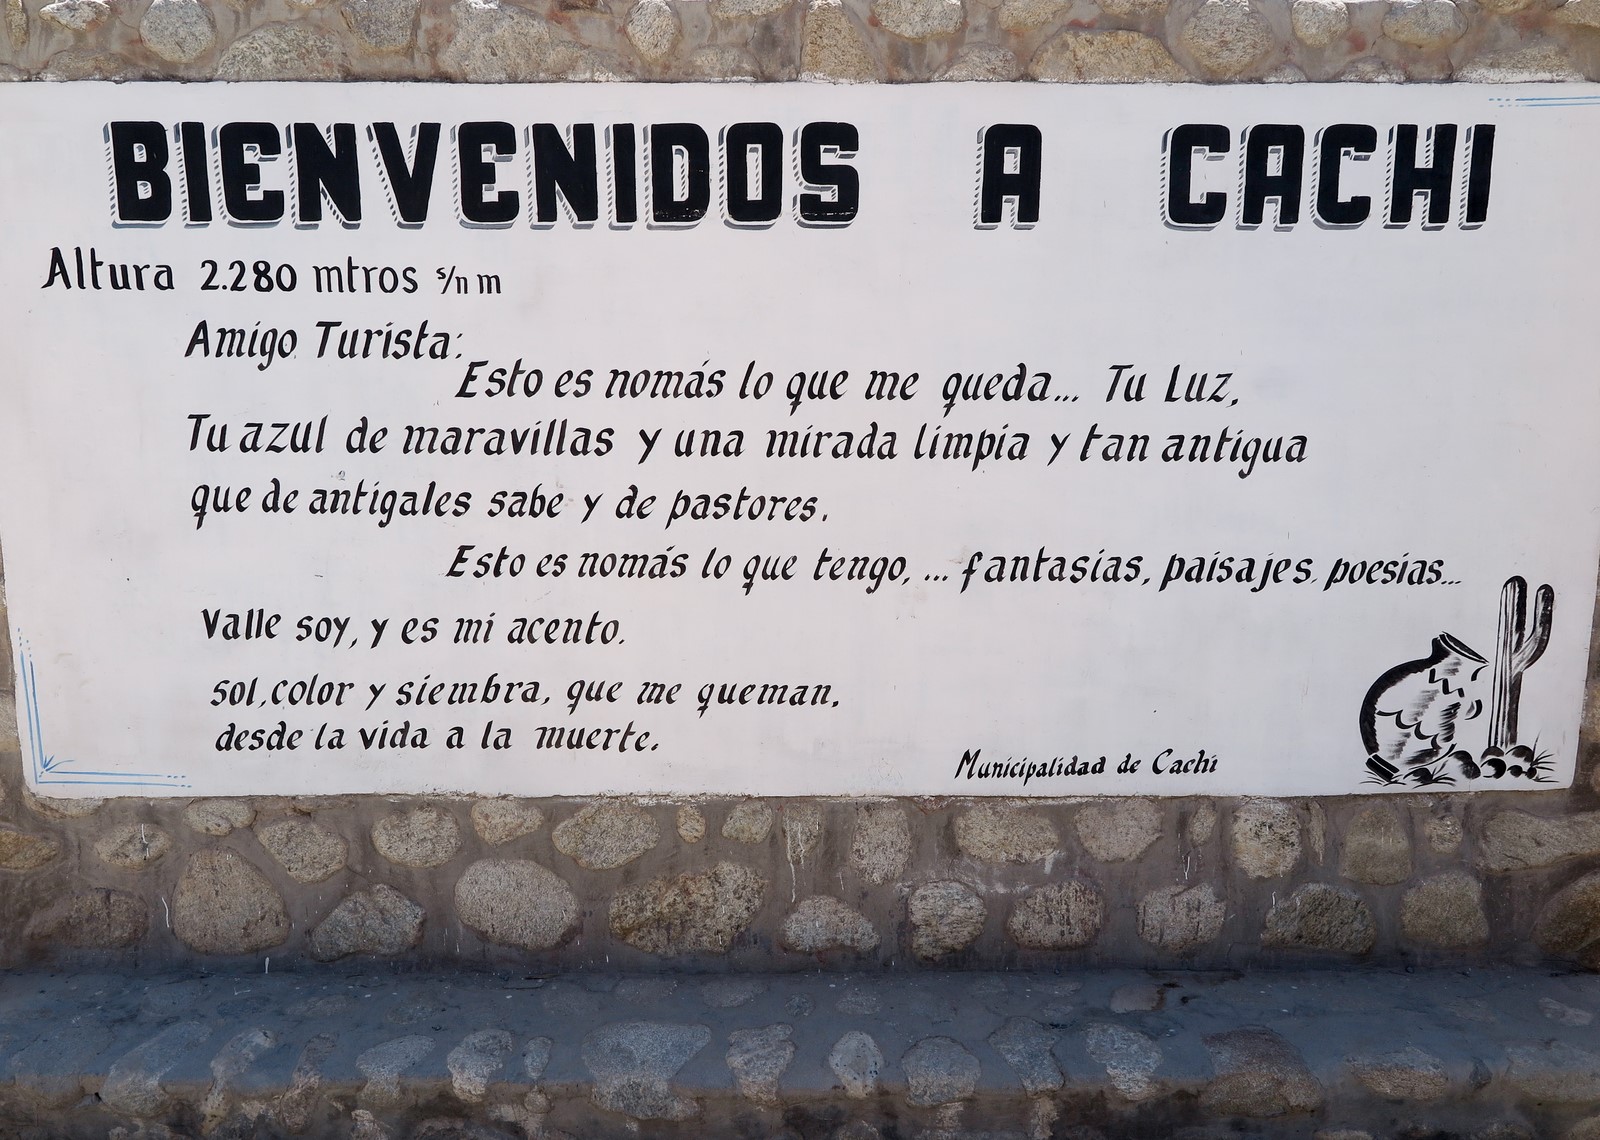 BIENVENIDOS A CACHI
Altura 2.280 mtros s/n m
Amigo Turista:
Esto es nomás lo que me queda... Tu Luz,
Tu azul de maravillas y una mirada limpia y tan antigua
que de antigales sabe y de pastores.
Esto es nomás lo que tengo, ... fantasías, paisajes, poesías...
Valle soy, y es mi acento.
sol, color y siembra, que me queman.
desde la vida a la muerte.
Municipalidad de Cachi